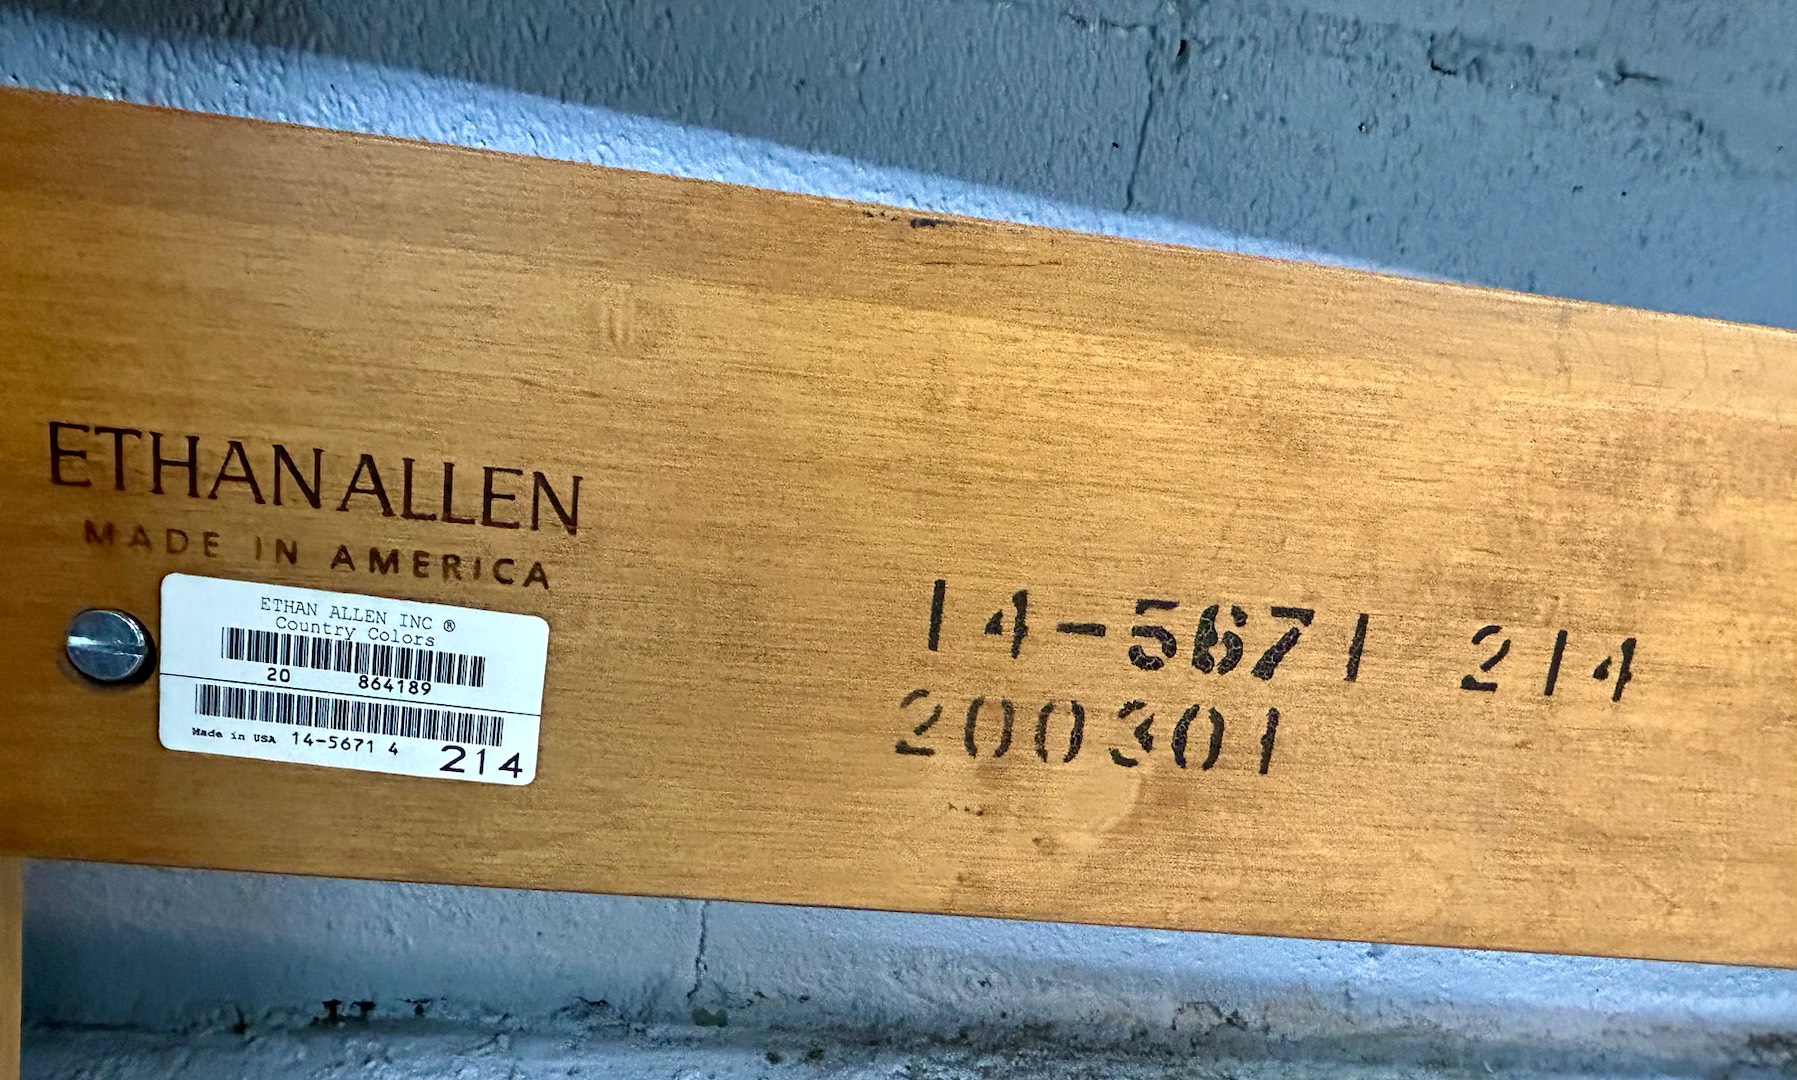 ETHAN ALLEN
MADE IN AMERICA
ETHAN ALLEN INC ®
Country Colors
20 864189
Made in USA 14-5671 4 214
14-5671 214
200301